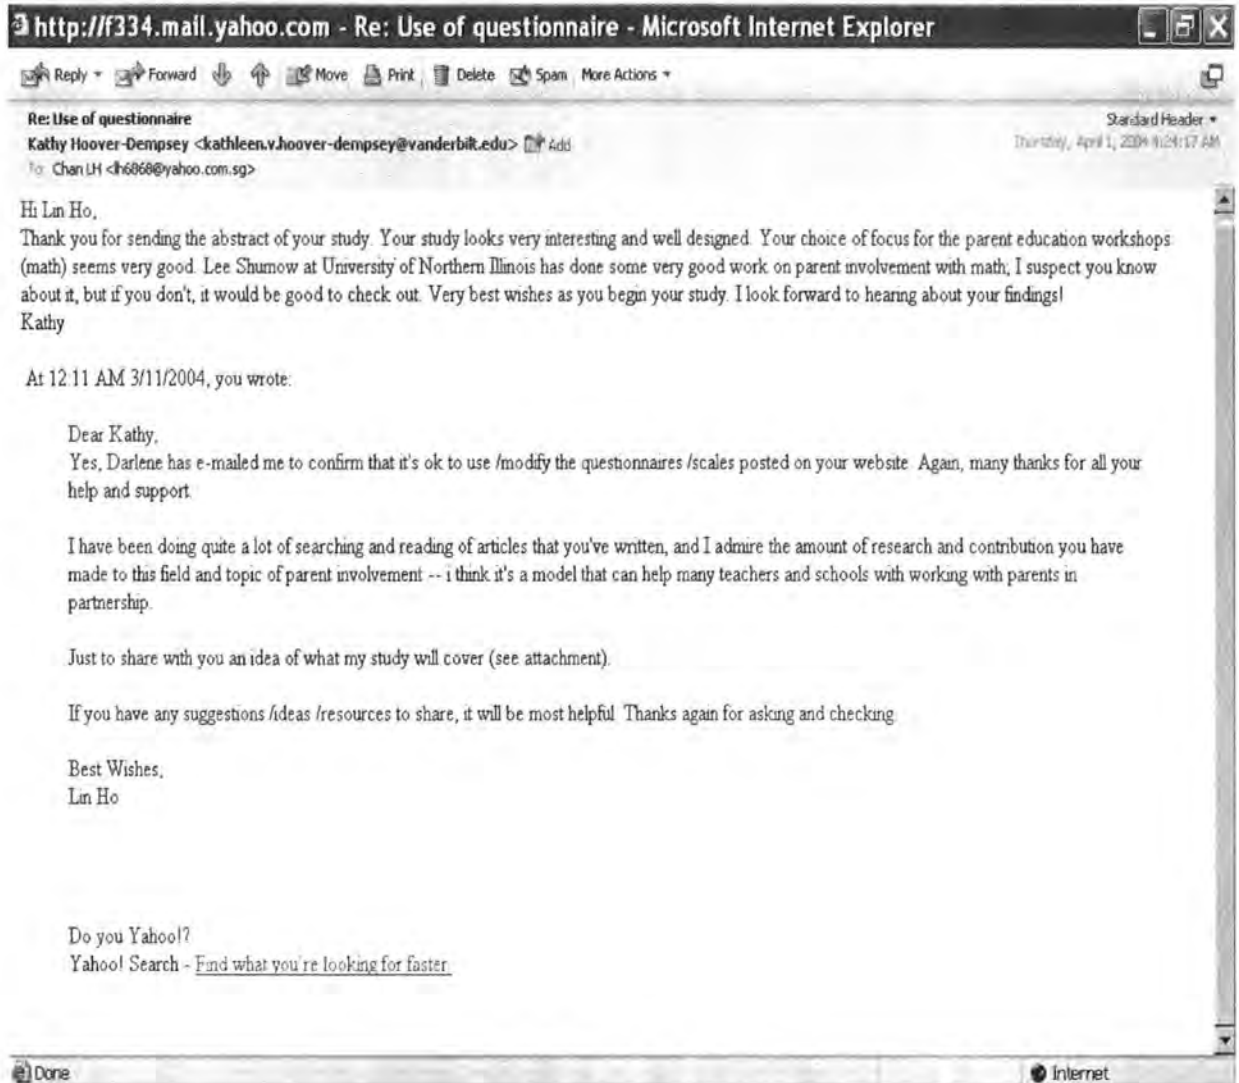 http://f334.mail.yahoo.com - Re: Use of questionnaire - Microsoft Internet Explorer
Reply Forward Move Print Delete Spam More Actions
Re: Use of questionnaire
Standard Header
Kathy Hoover-Dempsey <kathleen.v.hoover-dempsey@vanderbilt.edu> Add
Thursday, April 1, 2004
To: Chan LH <lh6868@yahoo.com.sg>
Hi Lin Ho,
Thank you for sending the abstract of your study. Your study looks very interesting and well designed. Your choice of focus for the parent education workshops
(math) seems very good. Lee Shumow at University of Northern Illinois has done some very good work on parent involvement with math; I suspect you know
about it, but if you don't, it would be good to check out. Very best wishes as you begin your study. I look forward to hearing about your findings!
Kathy
At 12:11 AM 3/11/2004, you wrote:
Dear Kathy,
Yes, Darlene has e-mailed me to confirm that it's ok to use /modify the questionnaires /scales posted on your website. Again, many thanks for all your
help and support.
I have been doing quite a lot of searching and reading of articles that you've written, and I admire the amount of research and contribution you have
made to this field and topic of parent involvement -- i think it's a model that can help many teachers and schools with working with parents in
partnership.
Just to share with you an idea of what my study will cover (see attachment).
If you have any suggestions /ideas /resources to share, it will be most helpful. Thanks again for asking and checking.
Best Wishes,
Lin Ho
Do you Yahoo!?
Yahoo! Search - Find what you're looking for faster.
Done
Internet